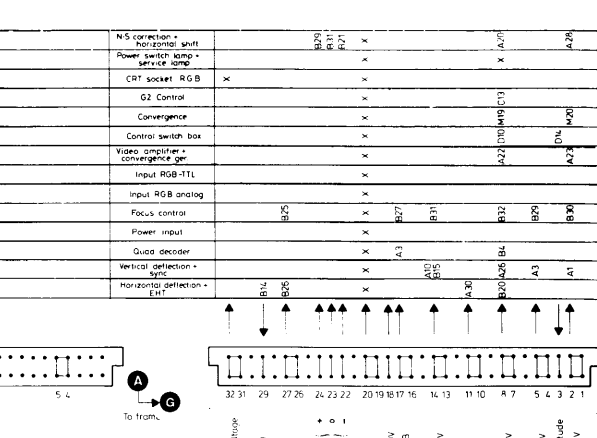 N-S correction + horizontal shift B29 B31 B21 × A20 A28
Power switch lamp + service lamp × ×
CRT socket RGB × ×
G2 Control × C13
Convergence × M19 M20
Control switch box × D10 D14
Video amplifier + convergence ger × A22 A23
Input RGB-TTL ×
Input RGB analog ×
Focus control B25 × B27 B31 B32 B29 B30
Power input ×
Quad decoder × A3 B4
Vertical deflection + sync × A10 B15 A26 A3 A1
Horizontal deflection + EHT B14 B26 × A30 B20
5 4
32 31 29 27 26 24 23 22 20 19 18 17 16 14 13 11 10 8 7 5 4 3 2 1
A
G
To frame
+ 0 -